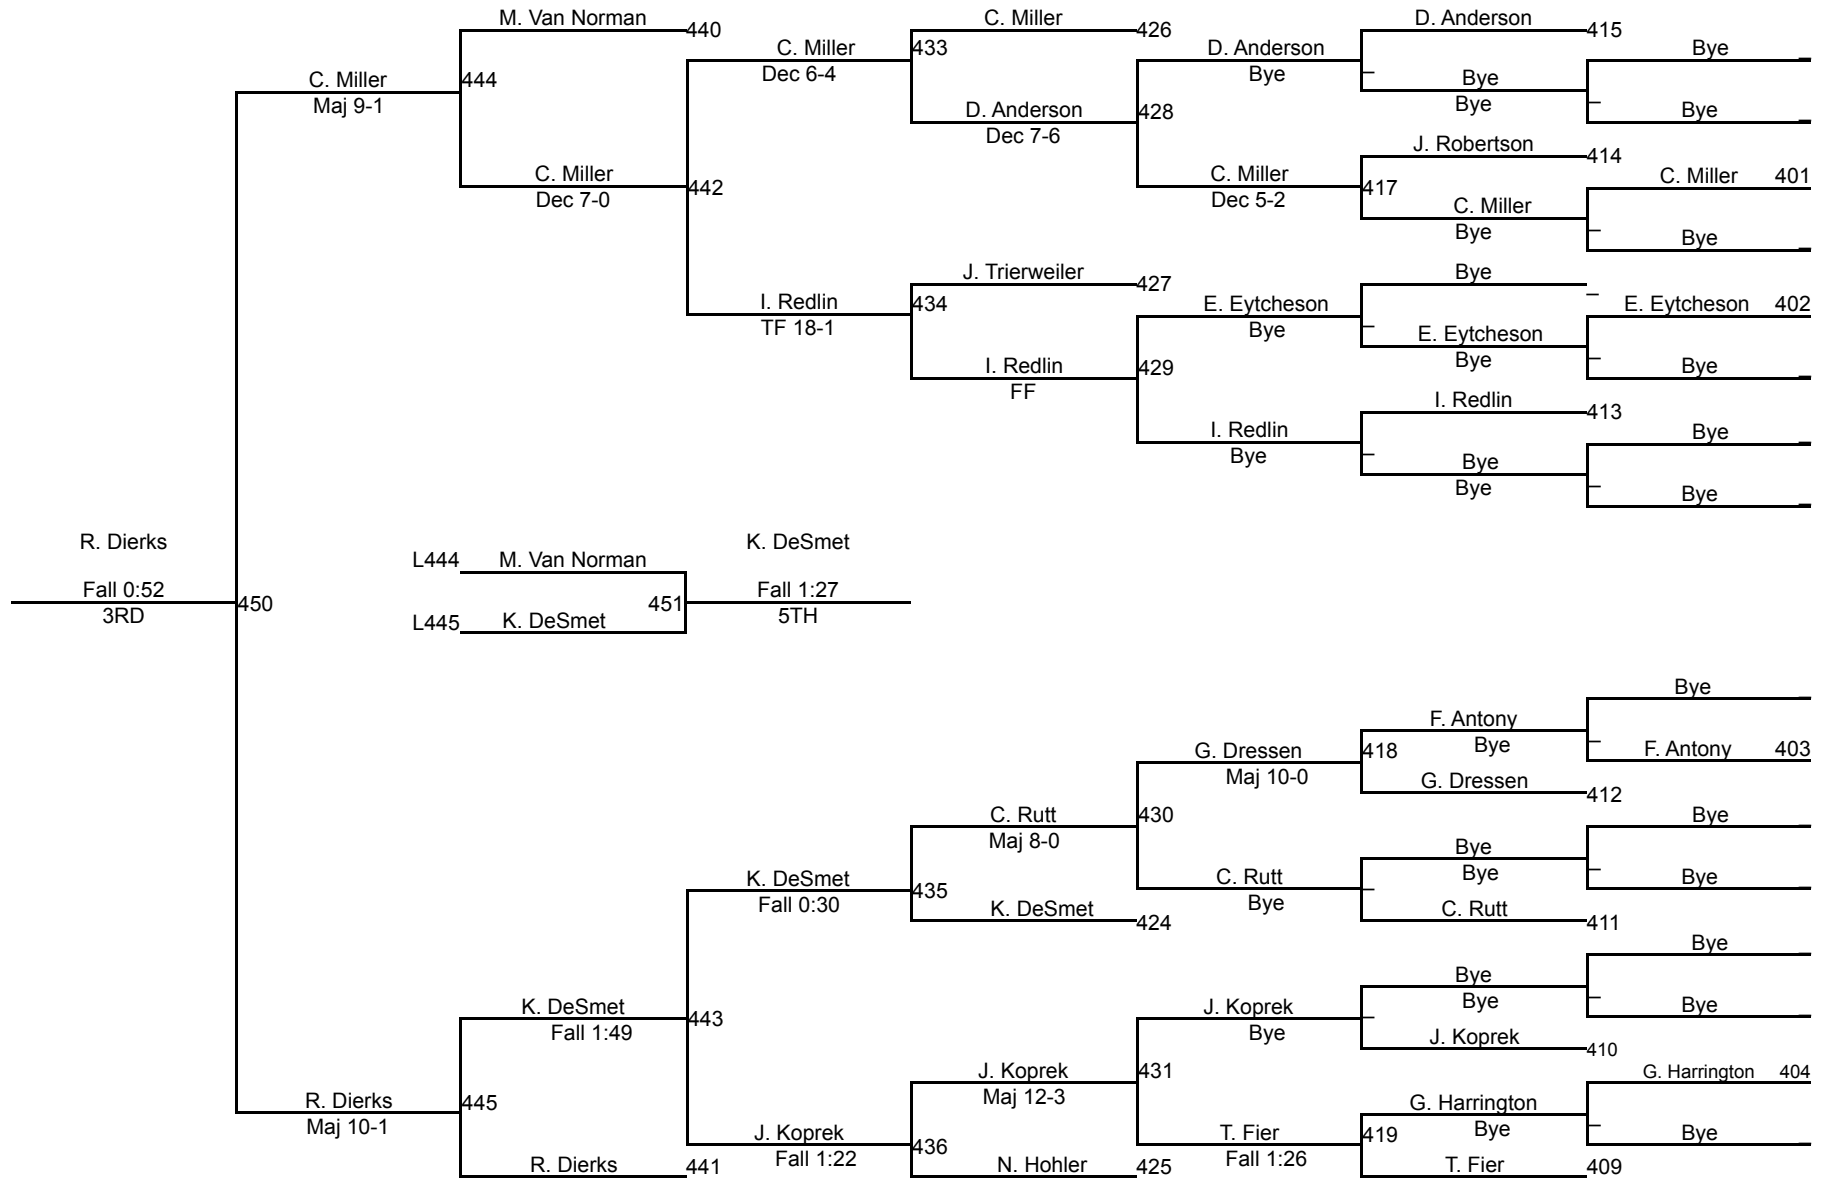 M. Van Norman 440
C. Miller 426
D. Anderson 415
C. Miller 433
D. Anderson
Bye
Dec 6-4
Bye
C. Miller 444
Bye
Maj 9-1
Bye
D. Anderson 428
Bye
Dec 7-6
J. Robertson 414
C. Miller
C. Miller
C. Miller 401
Dec 7-0
442
Dec 5-2
417
C. Miller
Bye
Bye
J. Trierweiler 427
Bye
I. Redlin 434
E. Eytcheson
E. Eytcheson 402
TF 18-1
Bye
E. Eytcheson
Bye
I. Redlin 429
Bye
FF
I. Redlin 413
I. Redlin
Bye
Bye
Bye
Bye
Bye
R. Dierks
K. DeSmet
L444 M. Van Norman
Fall 0:52
450
451
Fall 1:27
3RD
5TH
L445 K. DeSmet
Bye
F. Antony
G. Dressen 418
Bye
F. Antony 403
Maj 10-0
G. Dressen 412
C. Rutt 430
Bye
Maj 8-0
Bye
K. DeSmet
Bye
C. Rutt
Bye
Fall 0:30
435
Bye
K. DeSmet 424
C. Rutt 411
Bye
Bye
K. DeSmet
J. Koprek
Bye
Bye
Fall 1:49
443
Bye
J. Koprek 410
J. Koprek 431
G. Harrington 404
Maj 12-3
R. Dierks 445
G. Harrington
Maj 10-1
J. Koprek
T. Fier
419
Bye
Bye
Fall 1:22
436
Fall 1:26
R. Dierks 441
N. Hohler 425
T. Fier 409